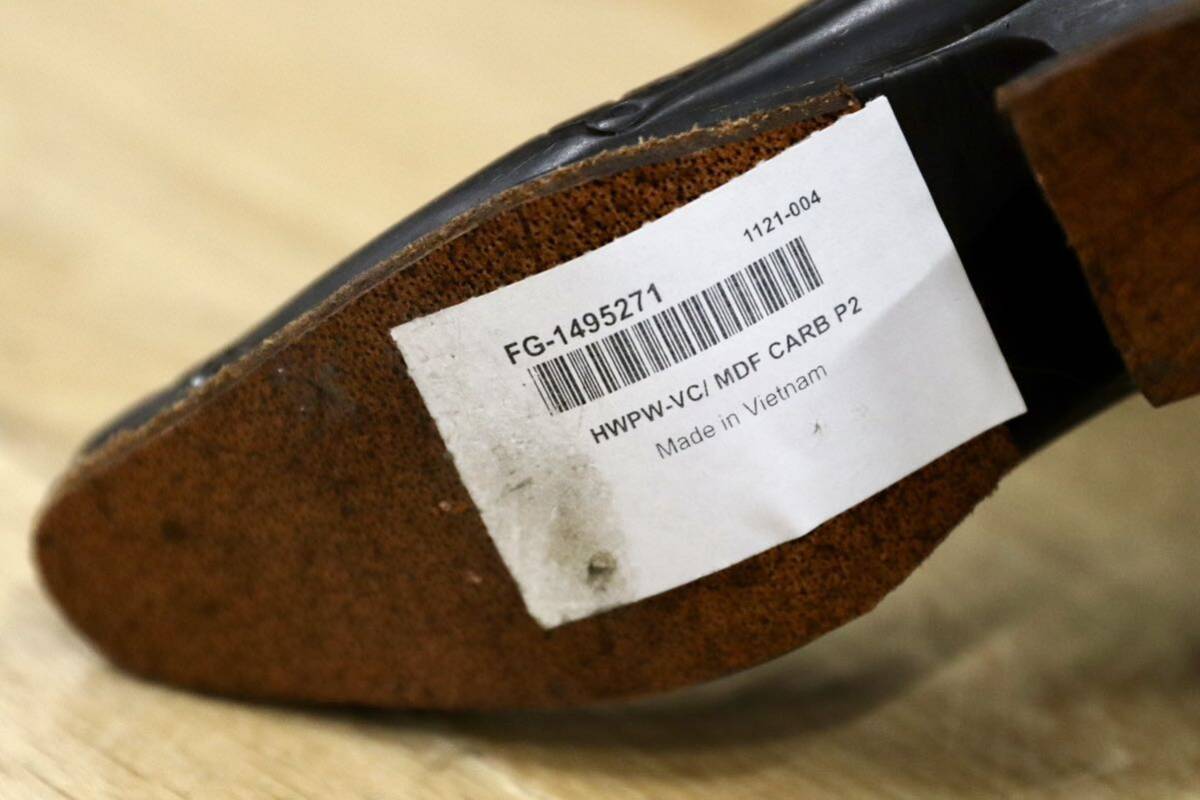 1121-004
FG-1495271
HWPW-VC/ MDF CARB P2
Made in Vietnam